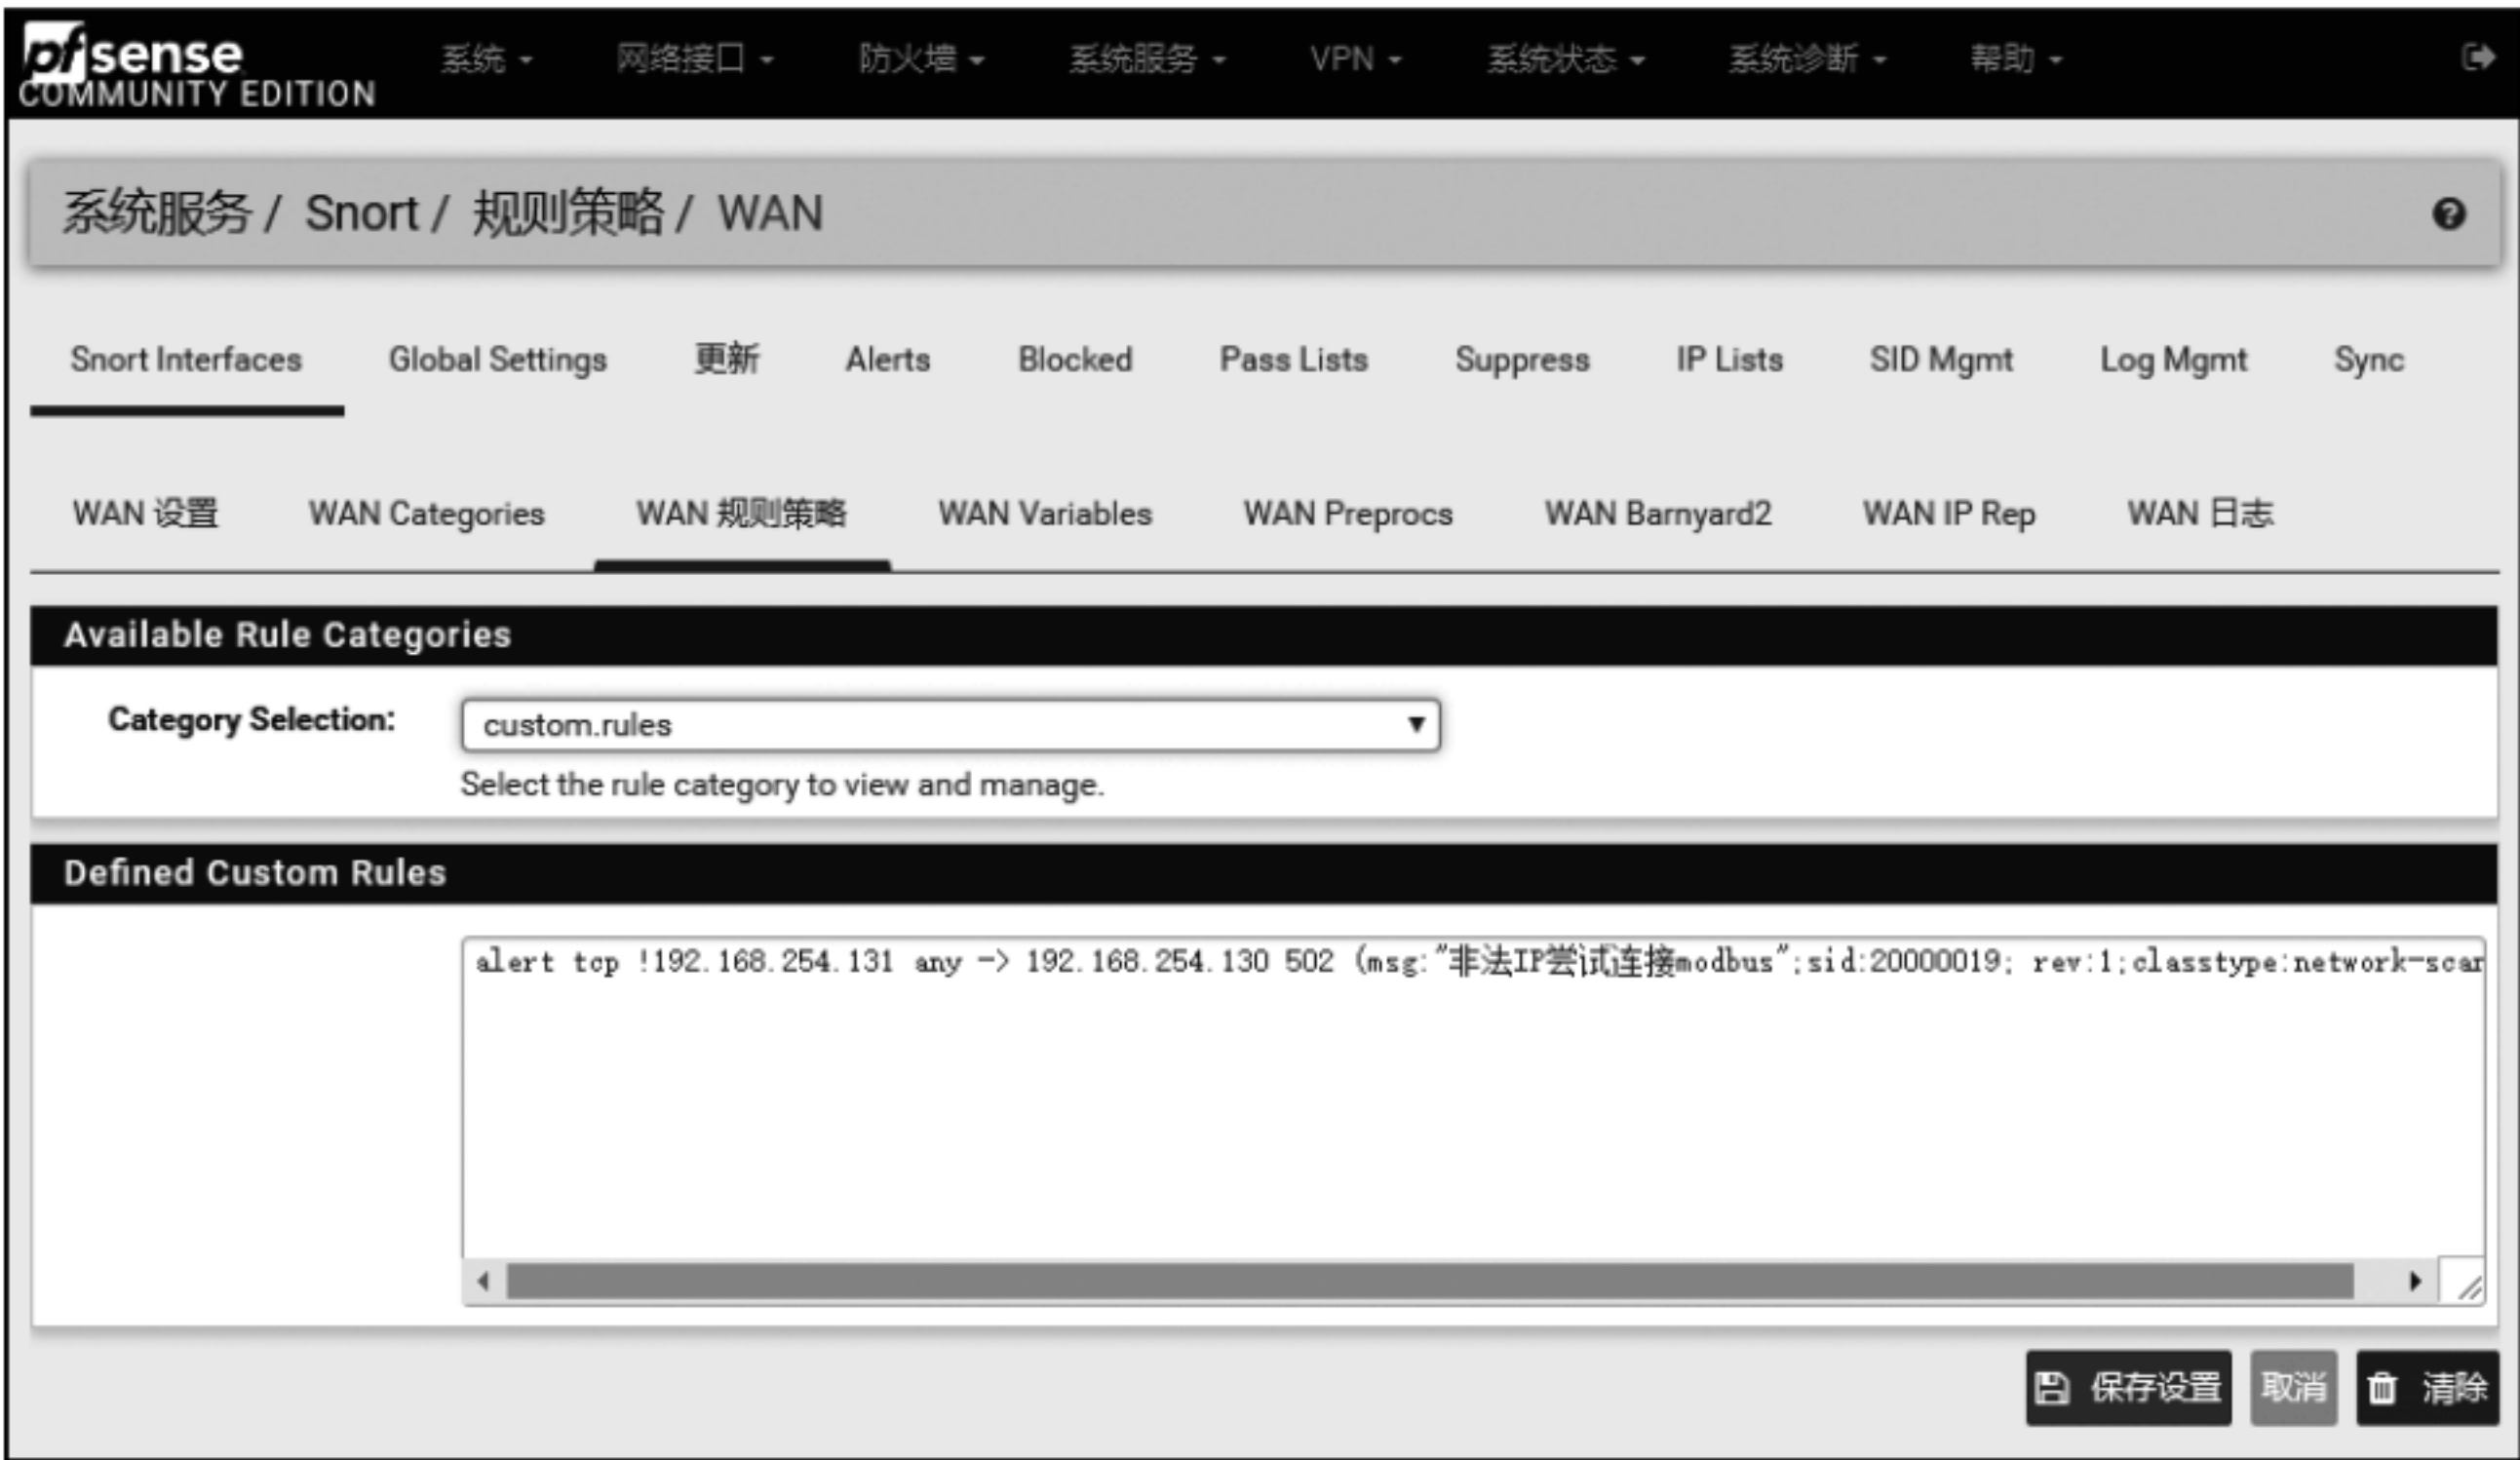 pfsense 系统 网络接口 防火墙 系统服务 VPN 系统状态 系统诊断 帮助
COMMUNITY EDITION
系统服务 / Snort / 规则策略 / WAN
Snort Interfaces Global Settings 更新 Alerts Blocked Pass Lists Suppress IP Lists SID Mgmt Log Mgmt Sync
WAN 设置 WAN Categories WAN 规则策略 WAN Variables WAN Preprocs WAN Barnyard2 WAN IP Rep WAN 日志
Available Rule Categories
Category Selection: custom.rules
Select the rule category to view and manage.
Defined Custom Rules
alert tcp !192.168.254.131 any -> 192.168.254.130 502 (msg:"非法IP尝试连接modbus";sid:20000019; rev:1;classtype:network-scan
保存设置 取消 清除